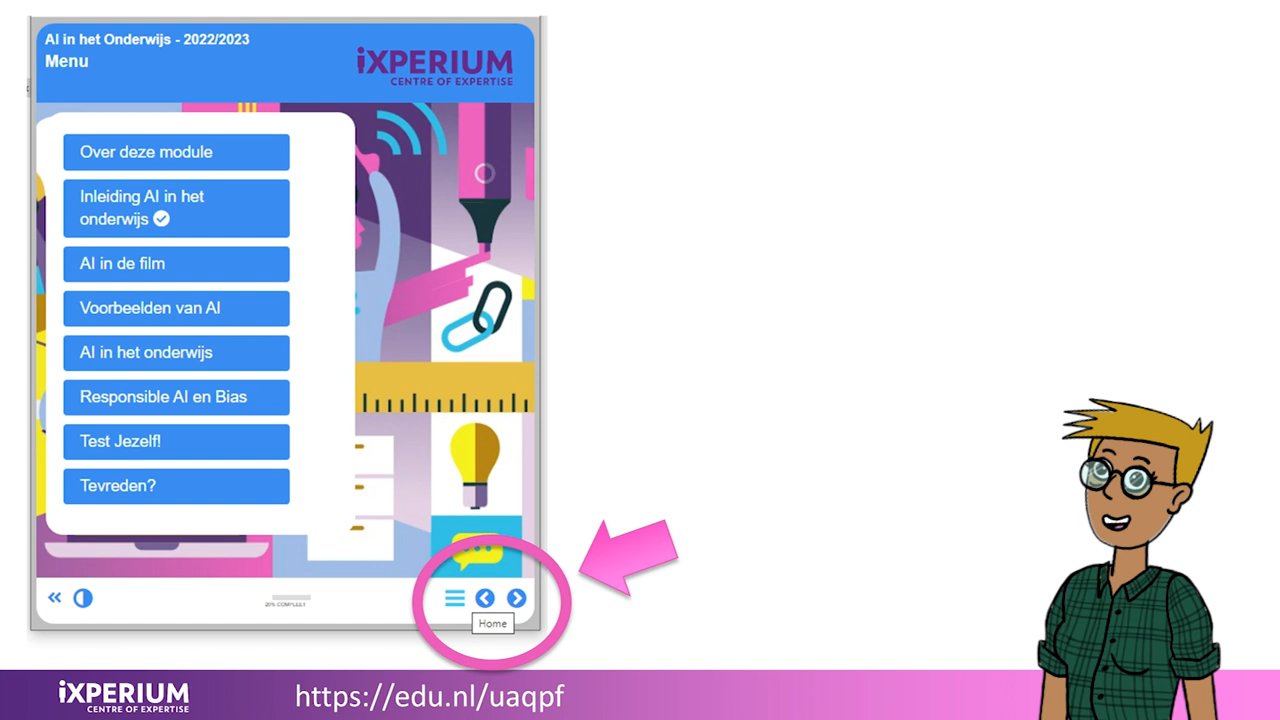 AI in het Onderwijs - 2022/2023
Menu
iXPERIUM
CENTRE OF EXPERTISE
Over deze module
Inleiding AI in het
onderwijs
AI in de film
Voorbeelden van AI
AI in het onderwijs
Responsible AI en Bias
Test Jezelf!
Tevreden?
20% COMPLEET
Home
iXPERIUM
CENTRE OF EXPERTISE
https://edu.nl/uaqpf